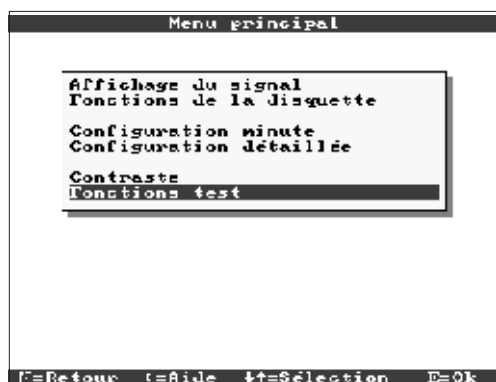 Menu principal
Affichage du signal
Fonctions de la disquette
Configuration minute
Configuration détaillée
Contraste
Fonctions test
=Retour =Aide ↓↑=Sélection =Ok